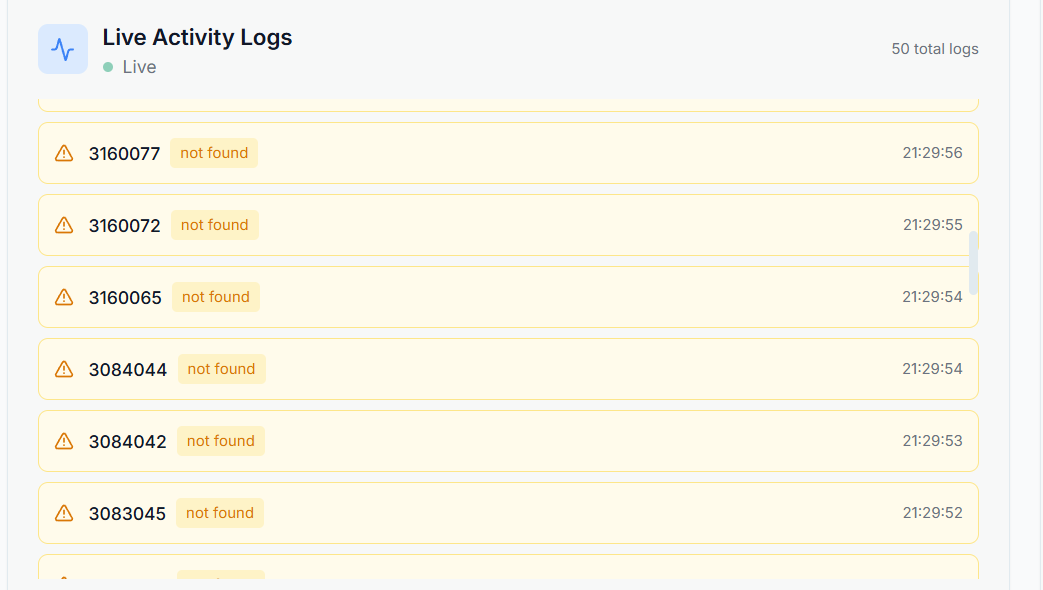 Live Activity Logs
Live
50 total logs
3160077 not found 21:29:56
3160072 not found 21:29:55
3160065 not found 21:29:54
3084044 not found 21:29:54
3084042 not found 21:29:53
3083045 not found 21:29:52